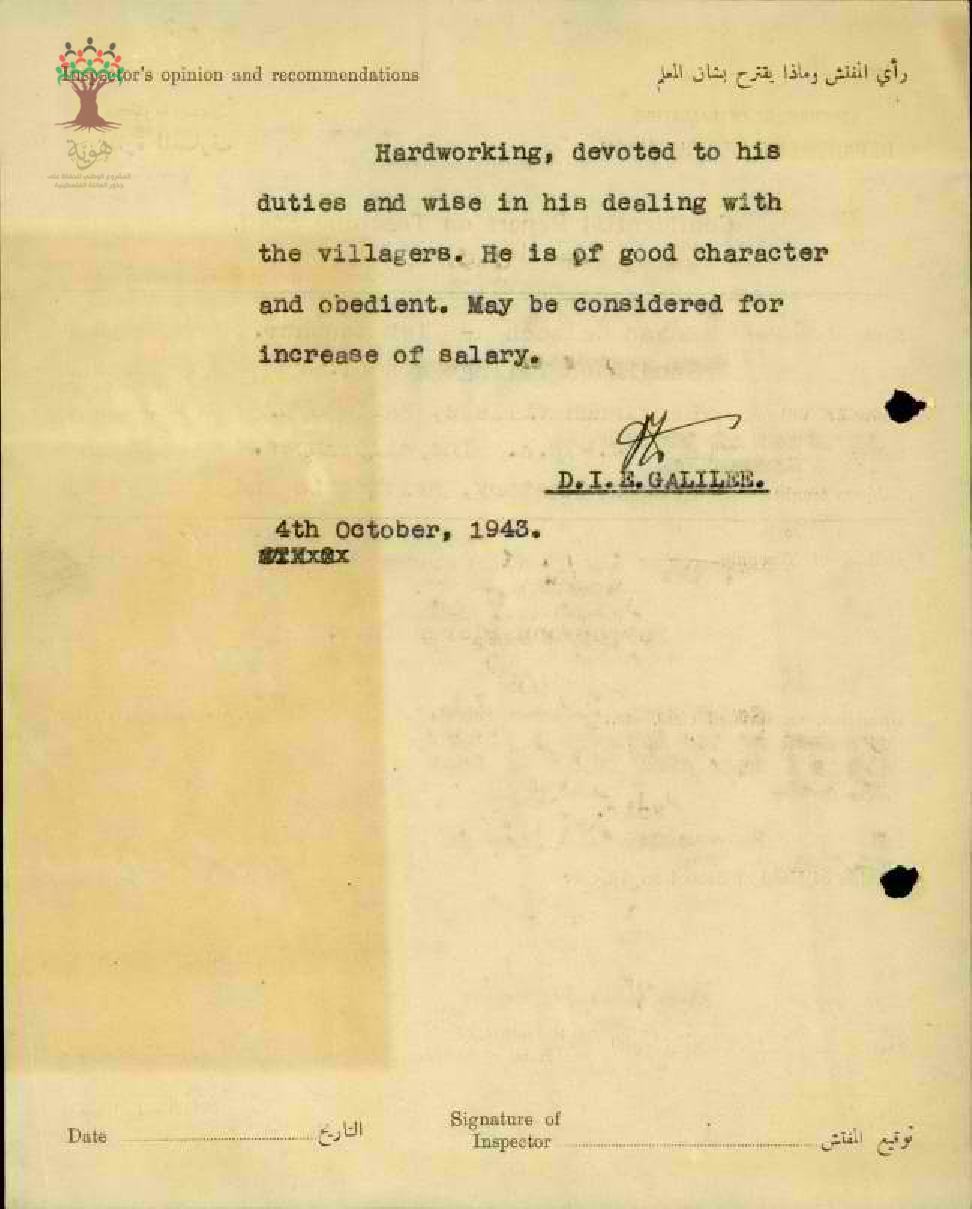 Inspector's opinion and recommendations رأي المفتش وماذا يقترح بشان المعلم
هوية
Hardworking, devoted to his
duties and wise in his dealing with
the villagers. He is of good character
and obedient. May be considered for
increase of salary.
D.I.E.GALILEE.
4th October, 1943.
Date التاريخ
Signature of
Inspector توقيع المفتش